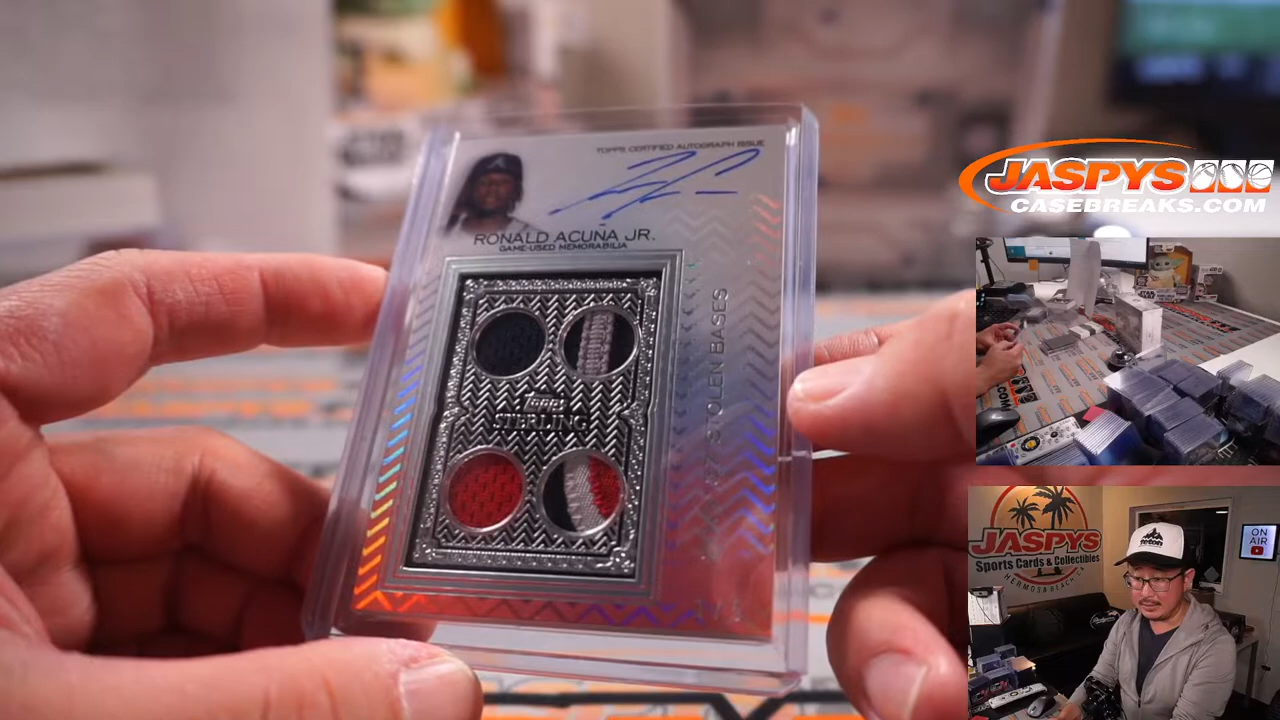 TOPPS CERTIFIED AUTOGRAPH ISSUE
RONALD ACUÑA JR.
GAME-USED MEMORABILIA
TOPPS
STERLING
STOLEN BASES
JASPYS
CASEBREAKS.COM
JASPYS
Sports Cards & Collectibles
HERMOSA BEACH, CA
ON
AIR